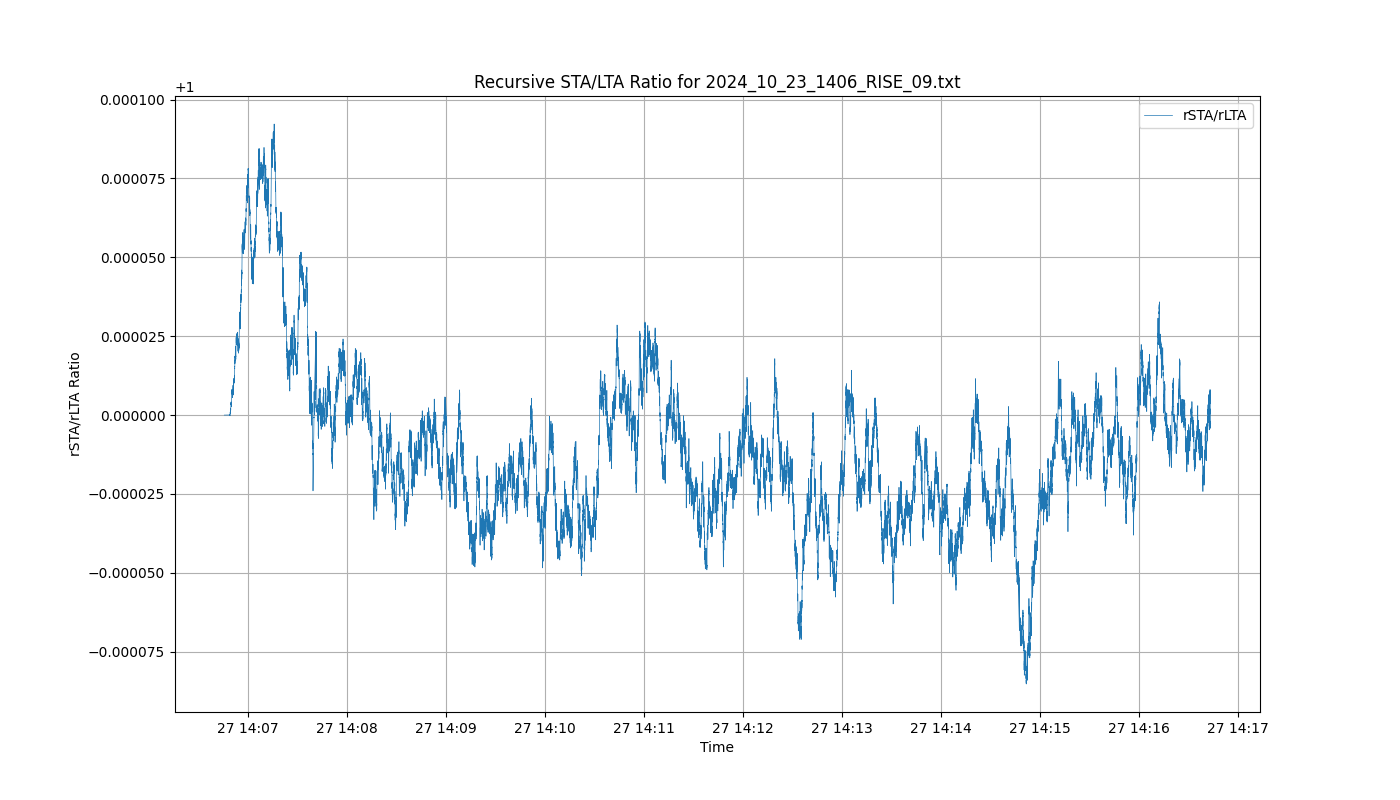 Recursive STA/LTA Ratio for 2024_10_23_1406_RISE_09.txt
+1
rSTA/rLTA
0.000100
0.000075
0.000050
0.000025
0.000000
−0.000025
−0.000050
−0.000075
rSTA/rLTA Ratio
27 14:07 27 14:08 27 14:09 27 14:10 27 14:11 27 14:12 27 14:13 27 14:14 27 14:15 27 14:16 27 14:17
Time